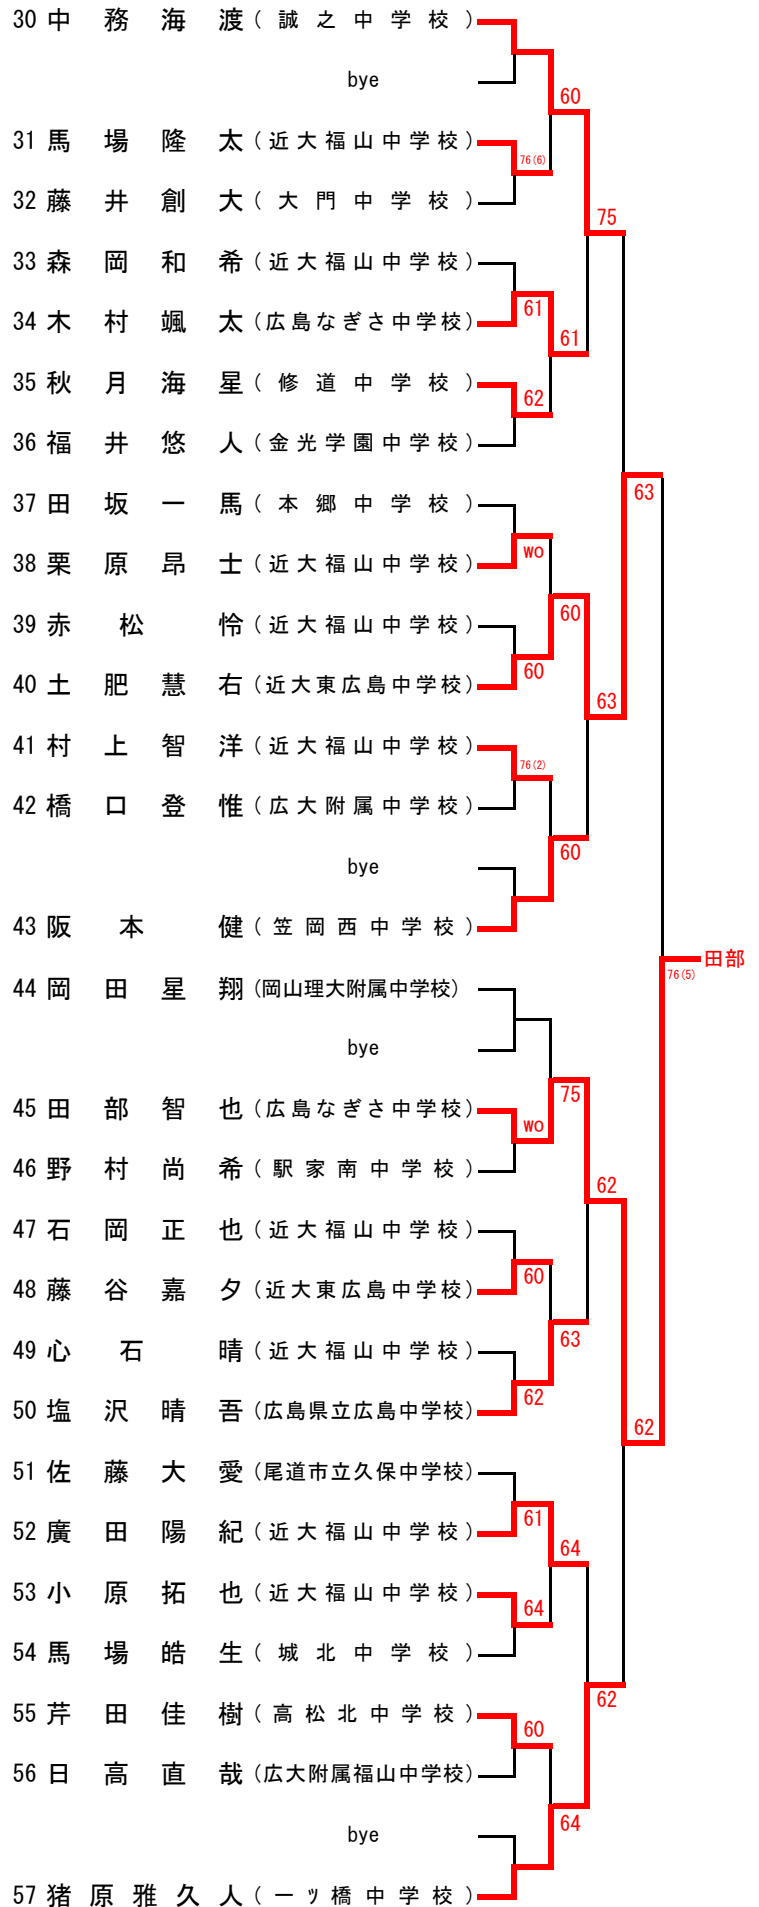 30 中務海渡 (誠之中学校)
bye
60
31 馬場隆太 (近大福山中学校)
76(6)
32 藤井創大 (大門中学校)
75
33 森岡和希 (近大福山中学校)
61
34 木村颯太 (広島なぎさ中学校)
61
35 秋月海星 (修道中学校)
62
36 福井悠人 (金光学園中学校)
63
37 田坂一馬 (本郷中学校)
wo
38 栗原昂士 (近大福山中学校)
60
39 赤松怜 (近大福山中学校)
60
40 土肥慧右 (近大東広島中学校)
63
41 村上智洋 (近大福山中学校)
76(2)
42 橋口登惟 (広大附属中学校)
60
bye
43 阪本健 (笠岡西中学校)
田部
76(5)
44 岡田星翔 (岡山理大附属中学校)
bye
75
45 田部智也 (広島なぎさ中学校)
wo
46 野村尚希 (駅家南中学校)
62
47 石岡正也 (近大福山中学校)
60
48 藤谷嘉夕 (近大東広島中学校)
63
49 心石晴 (近大福山中学校)
62
50 塩沢晴吾 (広島県立広島中学校)
62
51 佐藤大愛 (尾道市立久保中学校)
61
52 廣田陽紀 (近大福山中学校)
64
53 小原拓也 (近大福山中学校)
64
54 馬場皓生 (城北中学校)
62
55 芹田佳樹 (高松北中学校)
60
56 日高直哉 (広大附属福山中学校)
64
bye
57 猪原雅久人 (一ッ橋中学校)